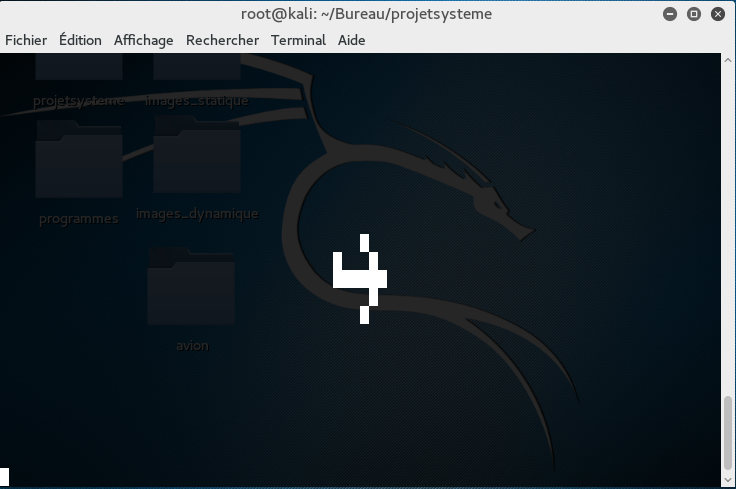 root@kali: ~/Bureau/projetsysteme
Fichier Édition Affichage Rechercher Terminal Aide
projetsysteme images_statique
programmes images_dynamique
avion